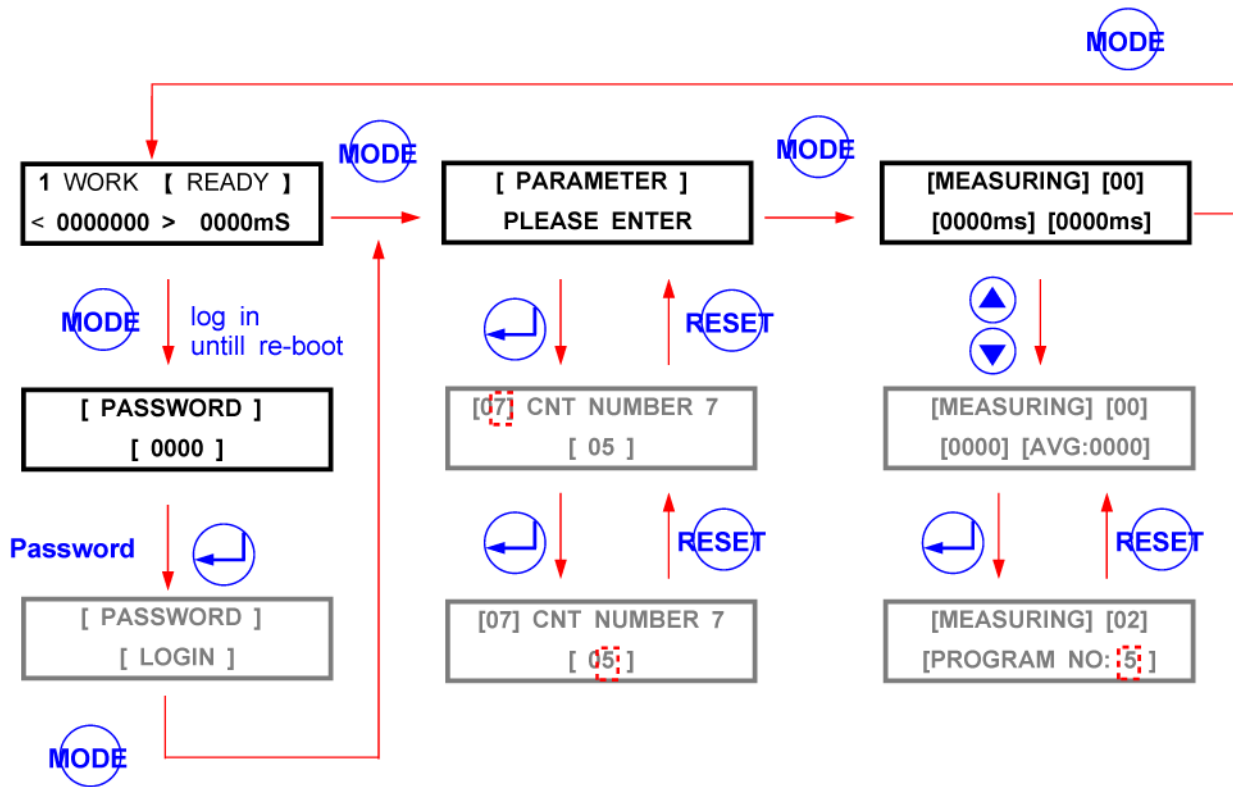 MODE
MODE
MODE
1 WORK [ READY ]
< 0000000 > 0000mS
[ PARAMETER ]
PLEASE ENTER
[MEASURING] [00]
[0000ms] [0000ms]
MODE
log in
untill re-boot
RESET
[ PASSWORD ]
[ 0000 ]
[07] CNT NUMBER 7
[ 05 ]
[MEASURING] [00]
[0000] [AVG:0000]
Password
RESET
RESET
[ PASSWORD ]
[ LOGIN ]
[07] CNT NUMBER 7
[ 05 ]
[MEASURING] [02]
[PROGRAM NO: 5 ]
MODE